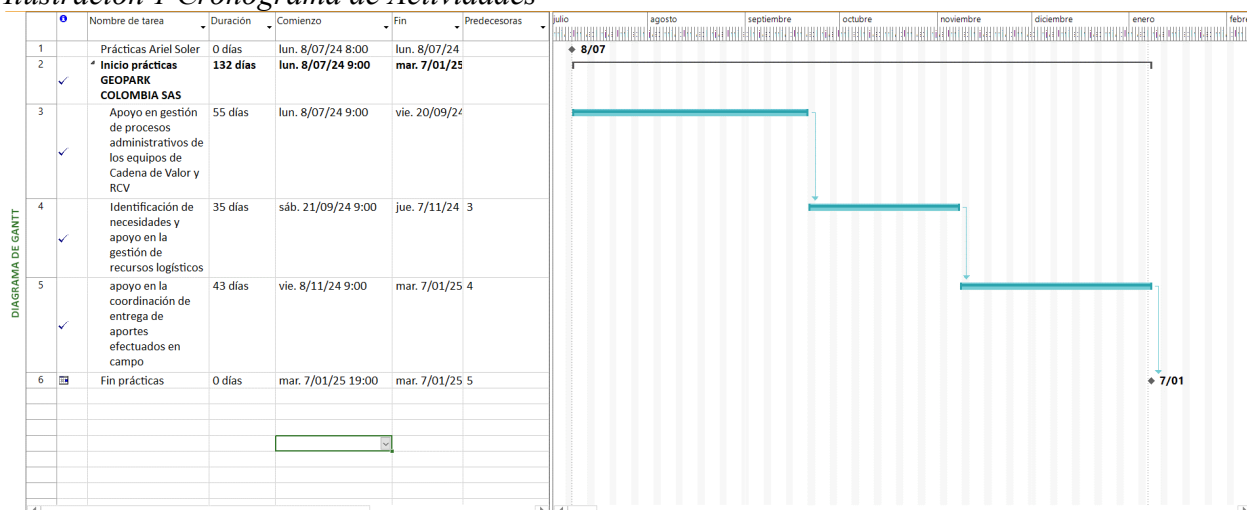 Ilustración 1 Cronograma de Actividades
Nombre de tarea Duración Comienzo Fin Predecesoras julio agosto septiembre octubre noviembre diciembre enero
1 Prácticas Ariel Soler 0 días lun. 8/07/24 8:00 lun. 8/07/24 8/07
2 Inicio prácticas 132 días lun. 8/07/24 9:00 mar. 7/01/25
GEOPARK
COLOMBIA SAS
3 Apoyo en gestión 55 días lun. 8/07/24 9:00 vie. 20/09/24
de procesos
administrativos de
los equipos de
Cadena de Valor y
RCV
4 Identificación de 35 días sáb. 21/09/24 9:00 jue. 7/11/24 3
necesidades y
apoyo en la
gestión de
recursos logísticos
5 apoyo en la 43 días vie. 8/11/24 9:00 mar. 7/01/25 4
coordinación de
entrega de
aportes
efectuados en
campo
6 Fin prácticas 0 días mar. 7/01/25 19:00 mar. 7/01/25 5 7/01
DIAGRAMA DE GANTT